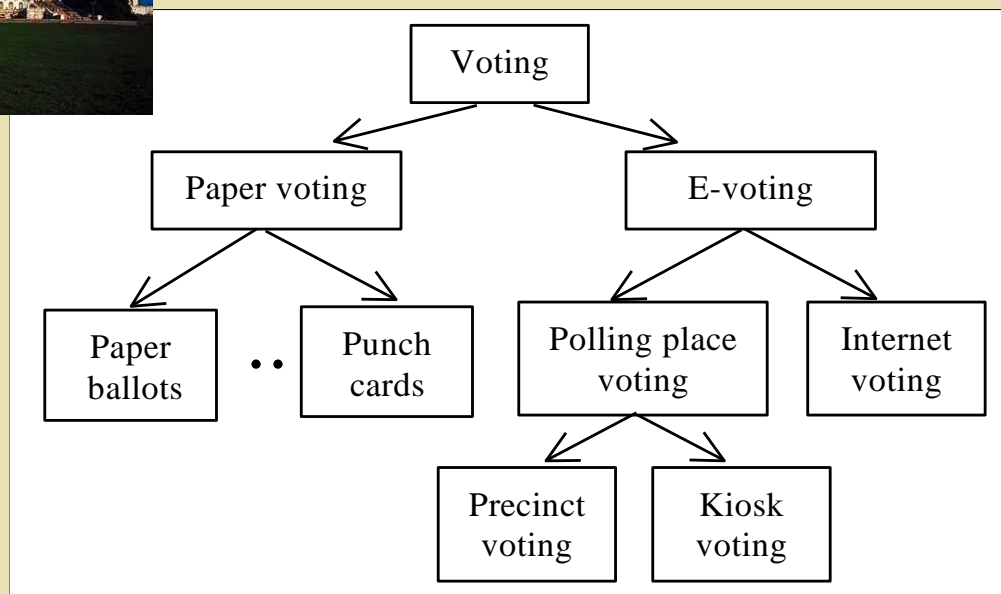 Voting
Paper voting
E-voting
Paper
ballots
..
Punch
cards
Polling place
voting
Internet
voting
Precinct
voting
Kiosk
voting